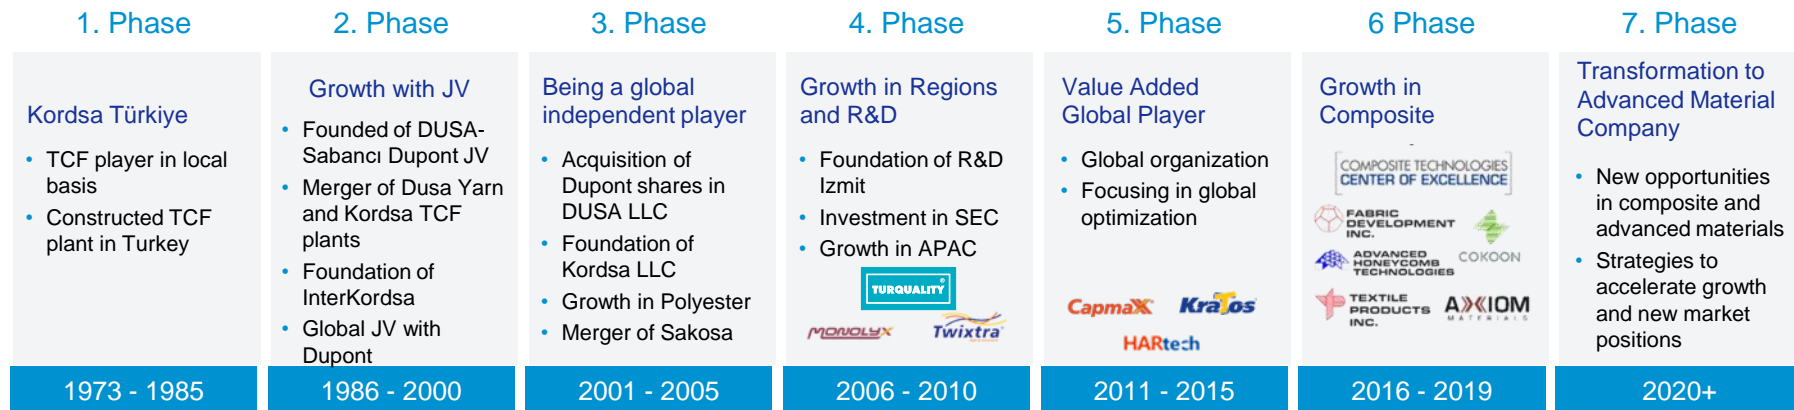 1. Phase
Kordsa Türkiye
• TCF player in local
basis
• Constructed TCF
plant in Turkey
1973 - 1985
2. Phase
Growth with JV
• Founded of DUSA-
Sabancı Dupont JV
• Merger of Dusa Yarn
and Kordsa TCF
plants
• Foundation of
InterKordsa
• Global JV with
Dupont
1986 - 2000
3. Phase
Being a global
independent player
• Acquisition of
Dupont shares in
DUSA LLC
• Foundation of
Kordsa LLC
• Growth in Polyester
• Merger of Sakosa
2001 - 2005
4. Phase
Growth in Regions
and R&D
• Foundation of R&D
Izmit
• Investment in SEC
• Growth in APAC
TURQUALITY
MONOLYX
Twixtra
2006 - 2010
5. Phase
Value Added
Global Player
• Global organization
• Focusing in global
optimization
CapmaX
KraTos
HARtech
2011 - 2015
6 Phase
Growth in
Composite
COMPOSITE TECHNOLOGIES
CENTER OF EXCELLENCE
FABRIC
DEVELOPMENT
INC.
ADVANCED
HONEYCOMB
TECHNOLOGIES
COKOON
TEXTILE
PRODUCTS
INC.
AXIOM
MATERIALS
2016 - 2019
7. Phase
Transformation to
Advanced Material
Company
• New opportunities
in composite and
advanced materials
• Strategies to
accelerate growth
and new market
positions
2020+